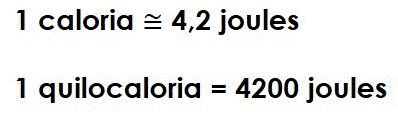 1 caloria ≅ 4,2 joules
1 quilocaloria = 4200 joules